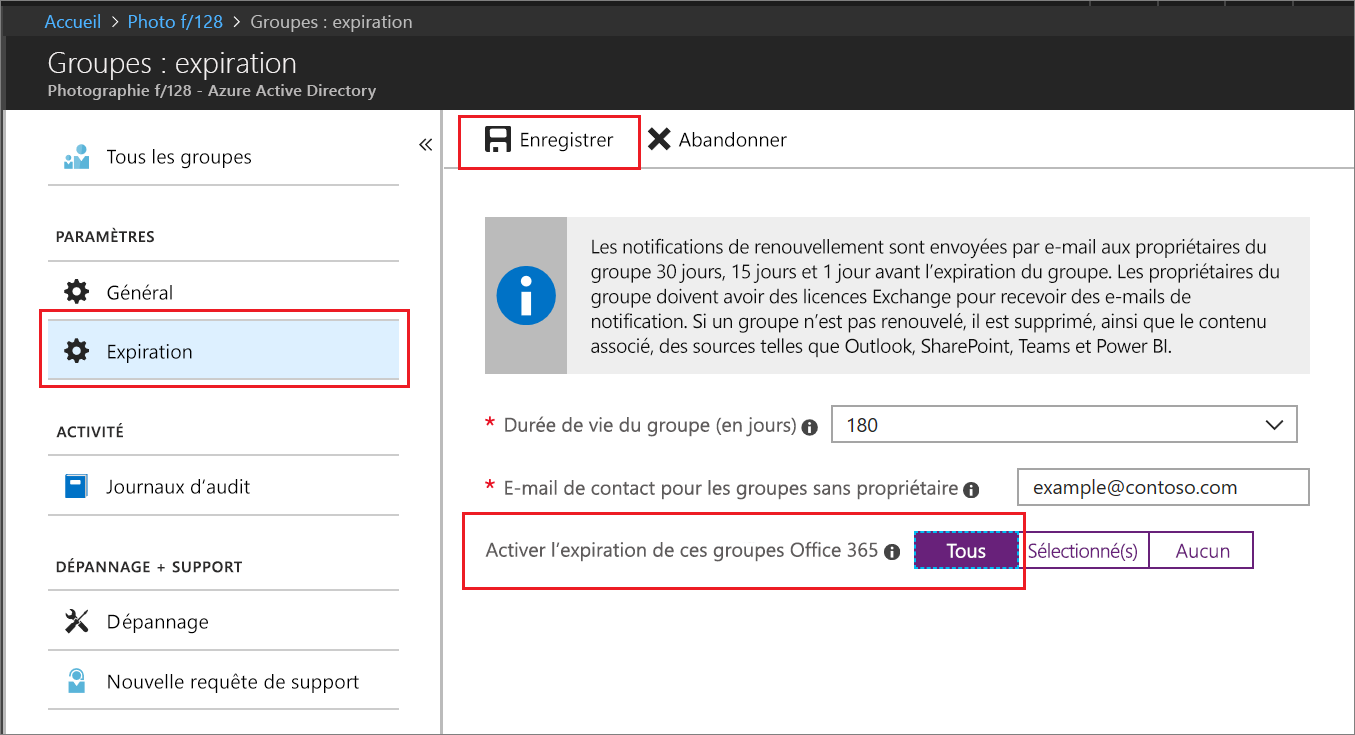 Accueil > Photo f/128 > Groupes : expiration
Groupes : expiration
Photographie f/128 - Azure Active Directory
Tous les groupes
«
PARAMÈTRES
Général
Expiration
ACTIVITÉ
Journaux d’audit
DÉPANNAGE + SUPPORT
Dépannage
Nouvelle requête de support
Enregistrer Abandonner
Les notifications de renouvellement sont envoyées par e-mail aux propriétaires du
groupe 30 jours, 15 jours et 1 jour avant l’expiration du groupe. Les propriétaires du
groupe doivent avoir des licences Exchange pour recevoir des e-mails de
notification. Si un groupe n’est pas renouvelé, il est supprimé, ainsi que le contenu
associé, des sources telles que Outlook, SharePoint, Teams et Power BI.
* Durée de vie du groupe (en jours) 180
* E-mail de contact pour les groupes sans propriétaire example@contoso.com
Activer l’expiration de ces groupes Office 365 Tous Sélectionné(s) Aucun